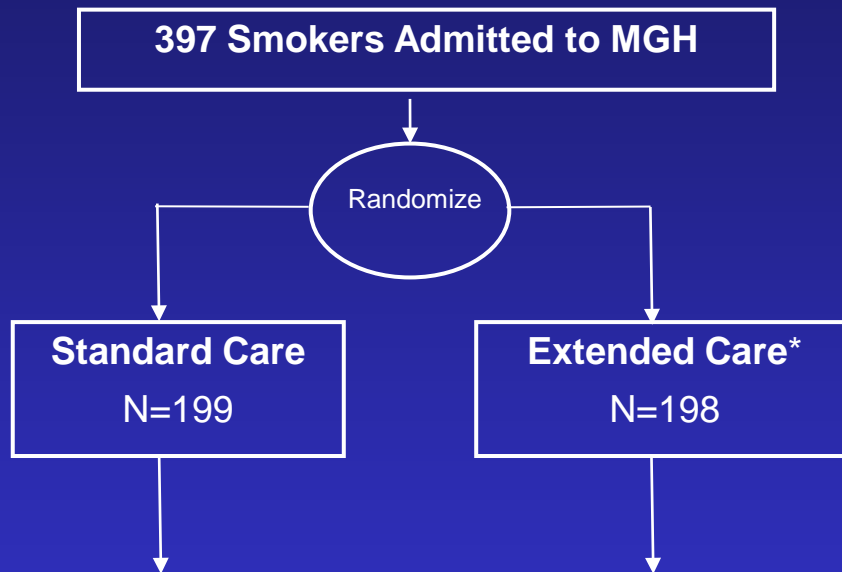 397 Smokers Admitted to MGH
Randomize
Standard Care
N=199
Extended Care*
N=198